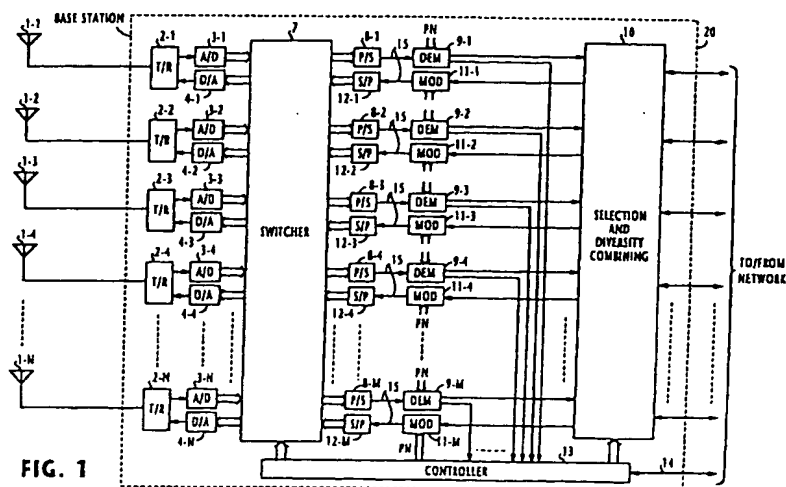 BASE STATION
1-1
2-1
T/R
3-1
A/D
D/A
4-1
7
8-1
P/S
S/P
12-1
15
PN
9-1
DEM
MOD
11-1
10
20
1-2
2-2
T/R
3-2
A/D
D/A
4-2
8-2
P/S
S/P
12-2
15
9-2
DEM
MOD
11-2
1-3
2-3
T/R
3-3
A/D
D/A
4-3
SWITCHER
8-3
P/S
S/P
12-3
15
9-3
DEM
MOD
11-3
SELECTION
AND
DIVERSITY
COMBINING
TO/FROM
NETWORK
1-4
2-4
T/R
3-4
A/D
D/A
4-4
8-4
P/S
S/P
12-4
15
9-4
DEM
MOD
11-4
PN
1-N
2-N
T/R
3-N
A/D
D/A
4-N
8-M
P/S
S/P
12-M
15
PN
9-M
DEM
MOD
11-M
PN
13
CONTROLLER
14
FIG. 1